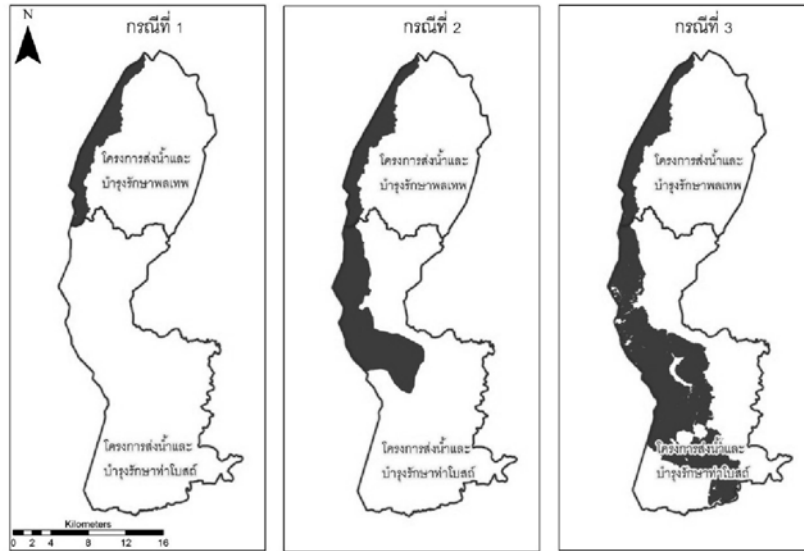 N
กรณีที่ 1
โครงการส่งน้ำและ
บำรุงรักษาพลเทพ
โครงการส่งน้ำและ
บำรุงรักษาท่าโบสถ์
Kilometers
0 2 4 8 12 16
กรณีที่ 2
โครงการส่งน้ำและ
บำรุงรักษาพลเทพ
โครงการส่งน้ำและ
บำรุงรักษาท่าโบสถ์
กรณีที่ 3
โครงการส่งน้ำและ
บำรุงรักษาพลเทพ
โครงการส่งน้ำและ
บำรุงรักษาท่าโบสถ์